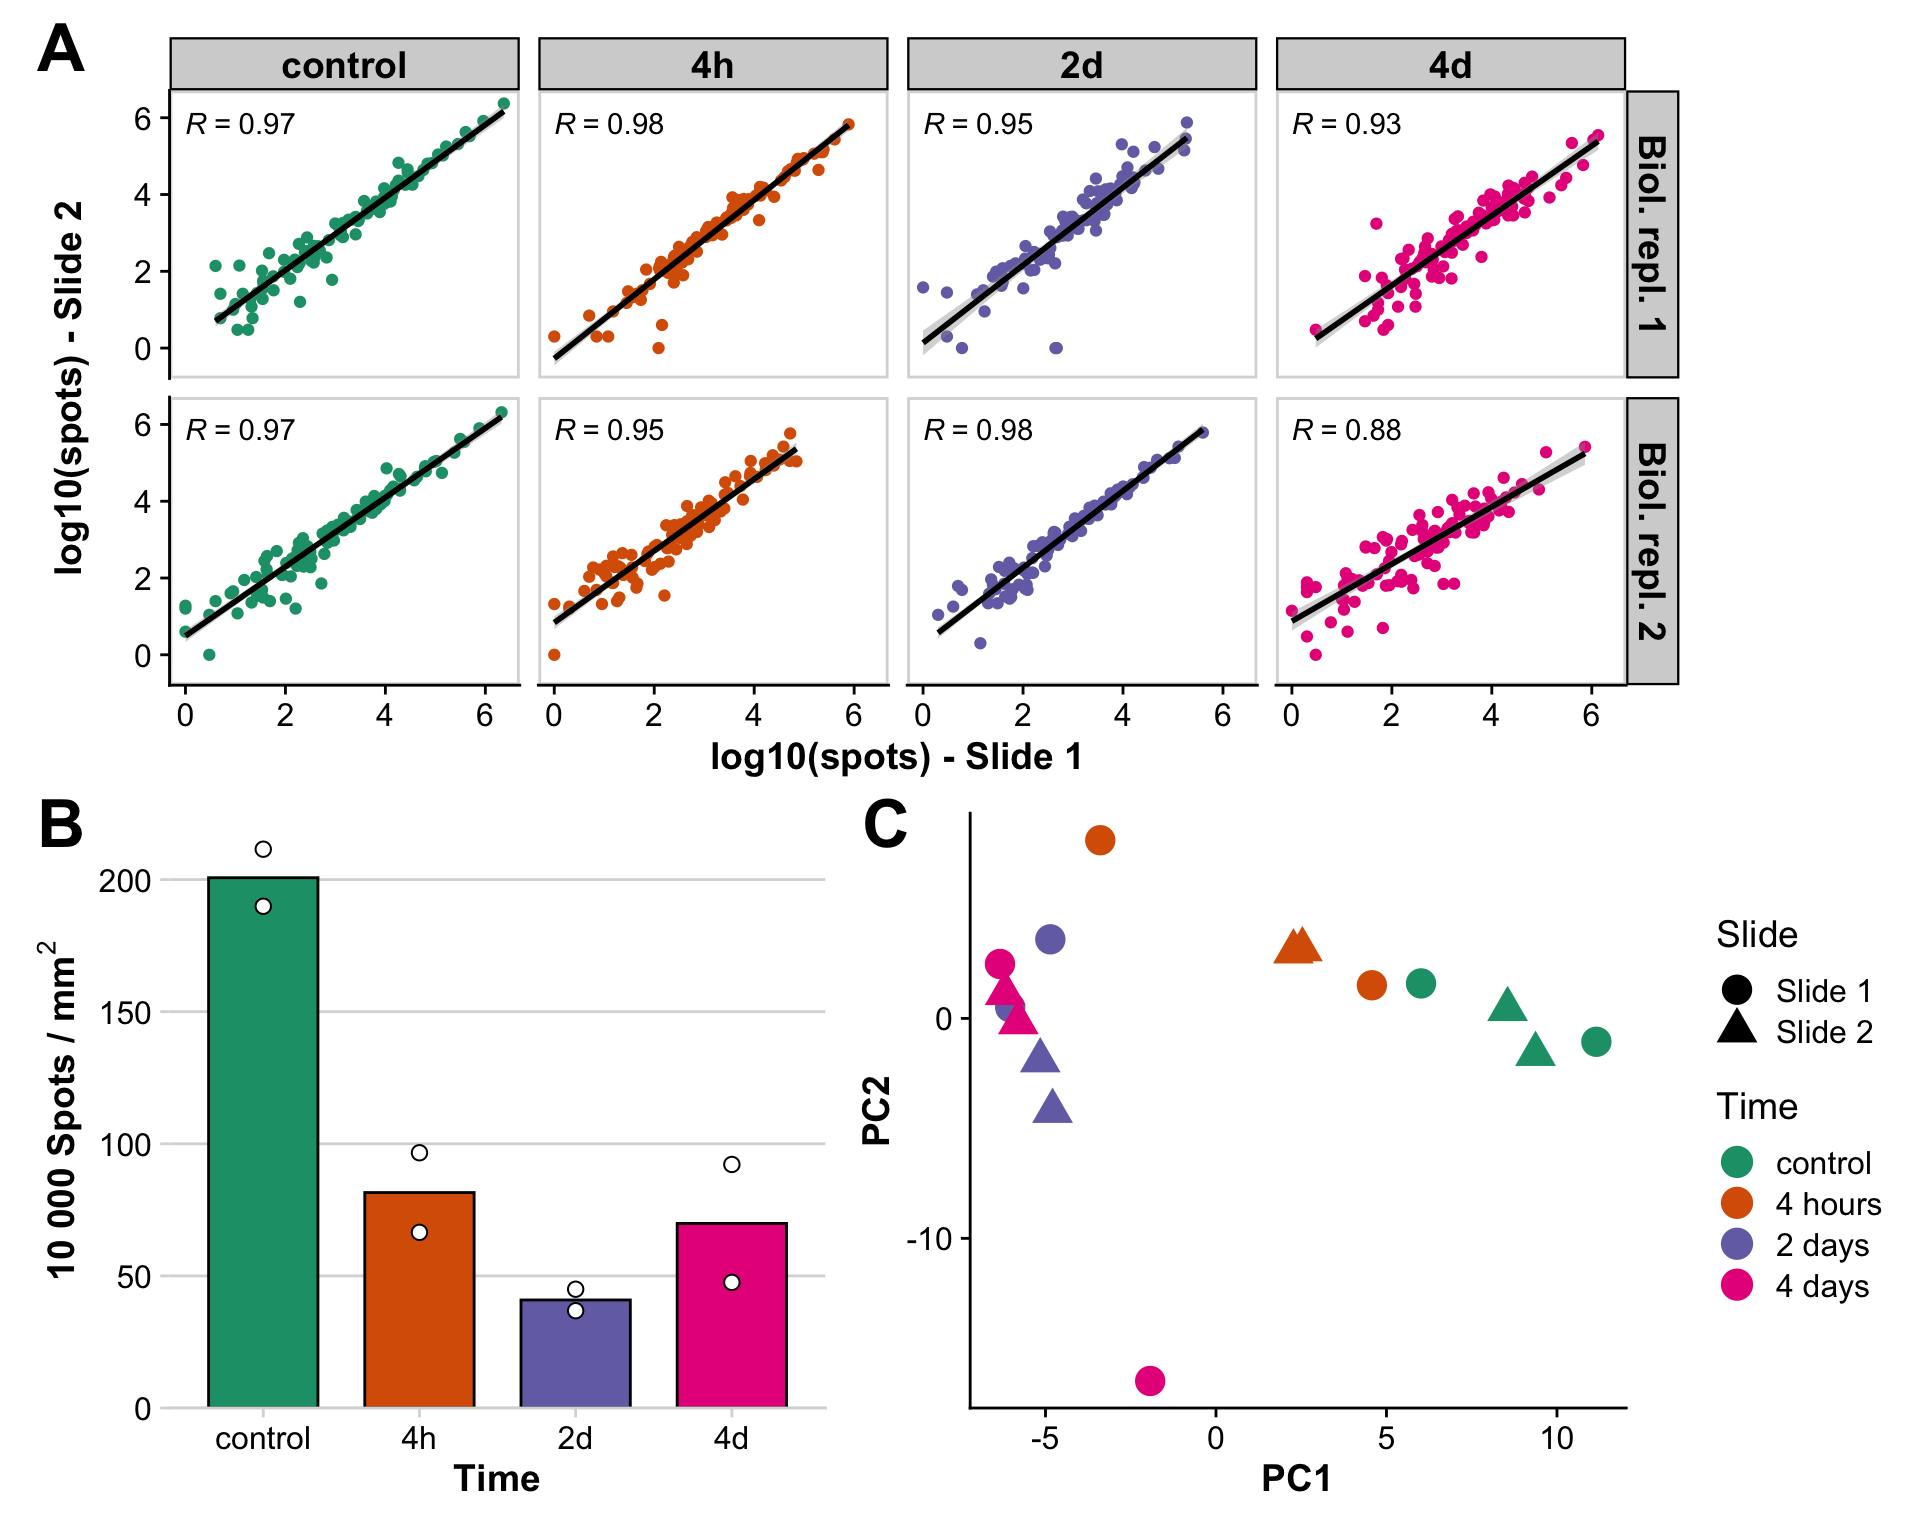 A
control 4h 2d 4d
R = 0.97 R = 0.98 R = 0.95 R = 0.93
6
4
2
0
Biol. repl. 1
R = 0.97 R = 0.95 R = 0.98 R = 0.88
6
4
2
0
Biol. repl. 2
log10(spots) - Slide 2
0 2 4 6 0 2 4 6 0 2 4 6 0 2 4 6
log10(spots) - Slide 1
B
10 000 Spots / mm²
200
150
100
50
0
control 4h 2d 4d
Time
C
PC2
0
-10
-5 0 5 10
PC1
Slide
Slide 1
Slide 2
Time
control
4 hours
2 days
4 days